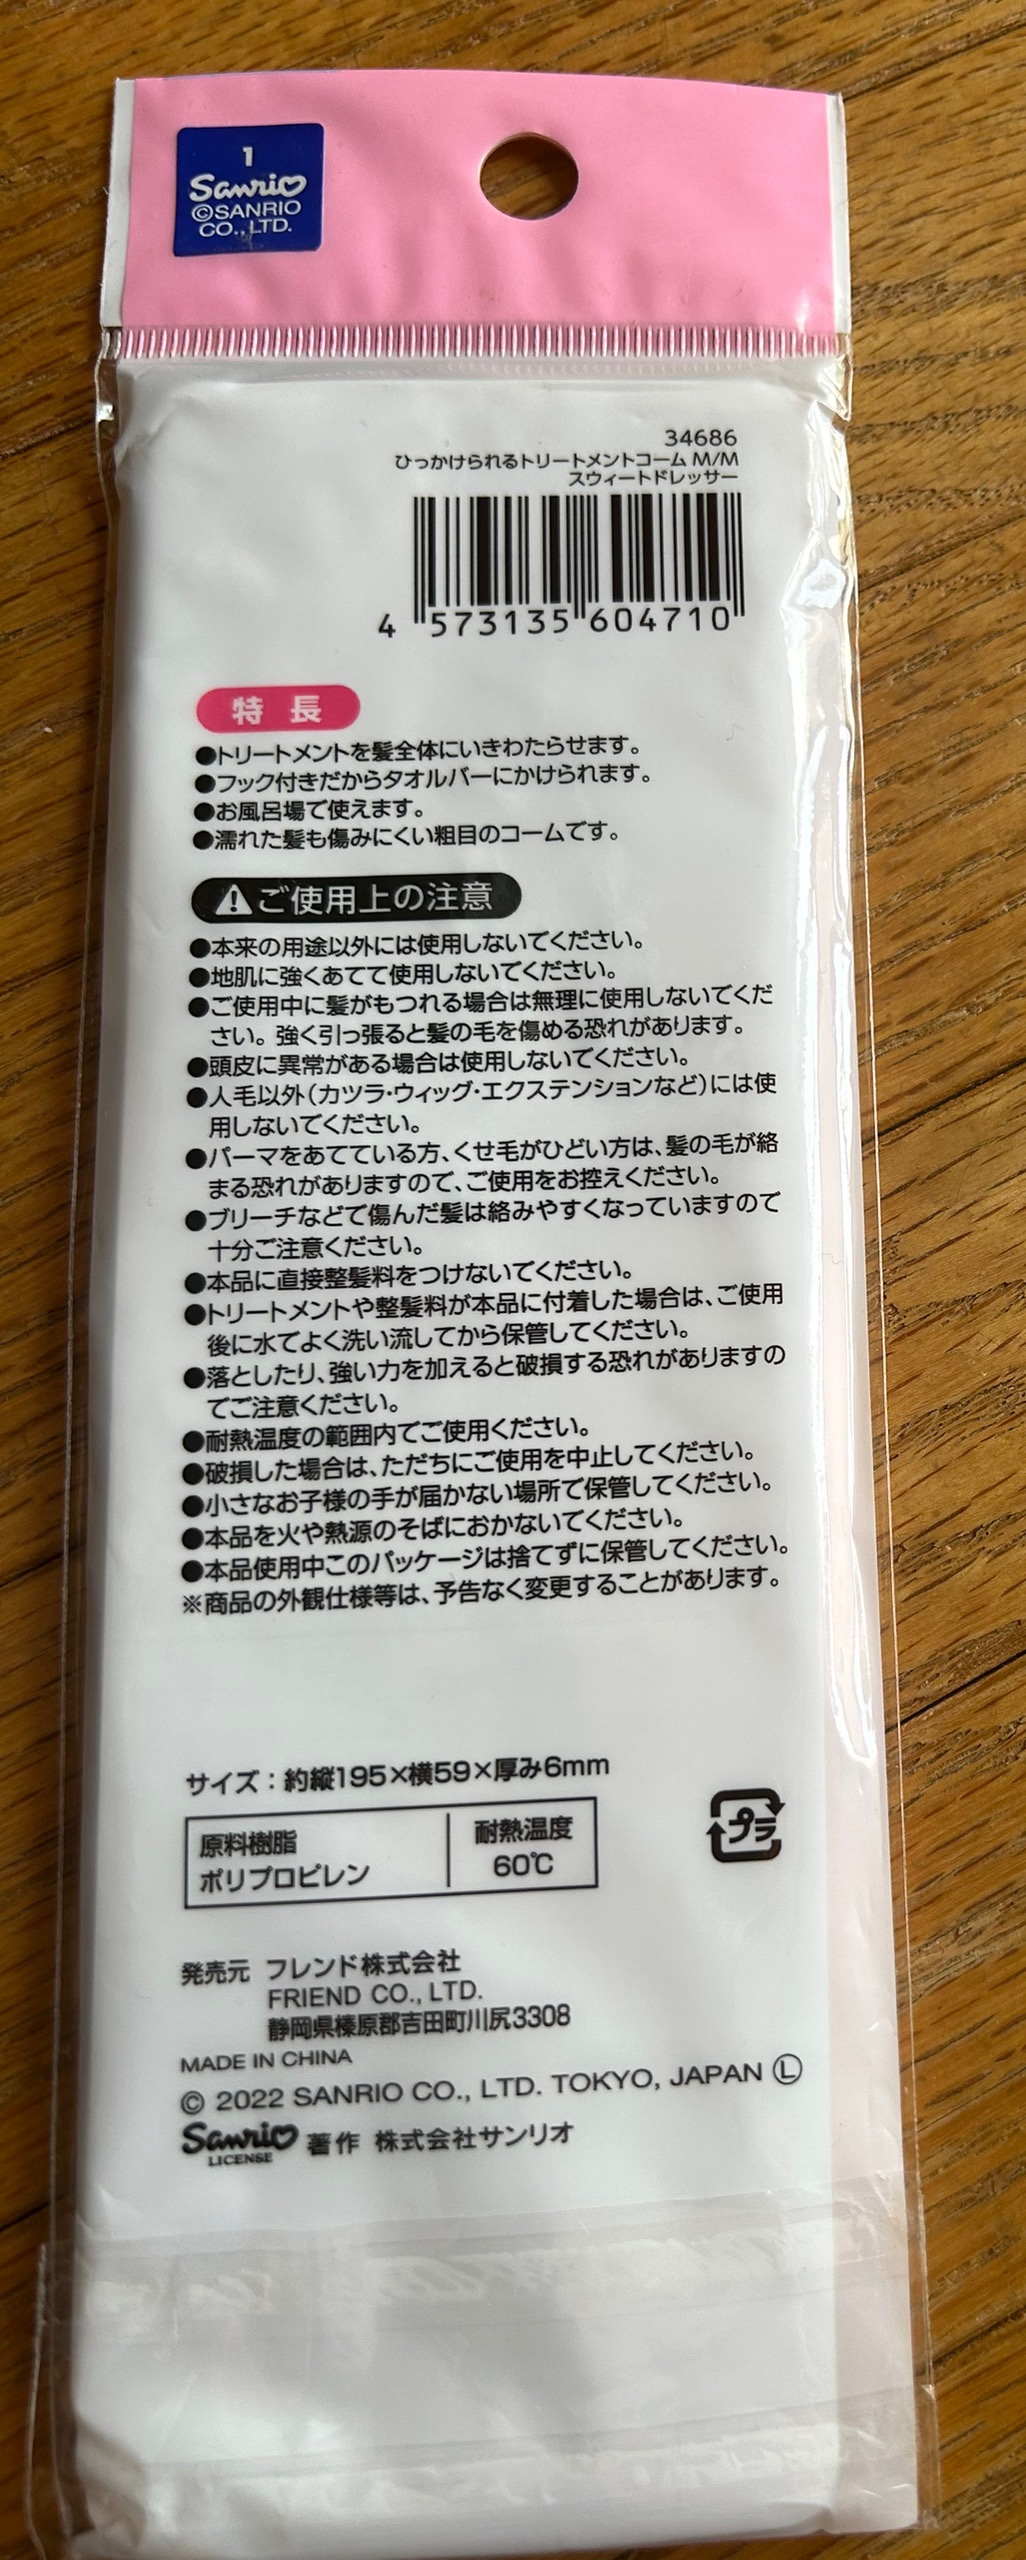 1
Sanrio
©SANRIO
CO., LTD.
34686
ひっかけられるトリートメントコーム M/M
スウィートドレッサー
4 573135 604710
特 長
●トリートメントを髪全体にいきわたらせます。
●フック付きだからタオルバーにかけられます。
●お風呂場で使えます。
●濡れた髪も傷みにくい粗目のコームです。
⚠ご使用上の注意
●本来の用途以外には使用しないでください。
●地肌に強くあてて使用しないでください。
●ご使用中に髪がもつれる場合は無理に使用しないでくだ
さい。強く引っ張ると髪の毛を傷める恐れがあります。
●頭皮に異常がある場合は使用しないでください。
●人毛以外(カツラ・ウィッグ・エクステンションなど)には使
用しないでください。
●パーマをあてている方、くせ毛がひどい方は、髪の毛が絡
まる恐れがありますので、ご使用をお控えください。
●ブリーチなどで傷んだ髪は絡みやすくなっていますので
十分ご注意ください。
●本品に直接整髪料をつけないでください。
●トリートメントや整髪料が本品に付着した場合は、ご使用
後に水でよく洗い流してから保管してください。
●落としたり、強い力を加えると破損する恐れがありますの
でご注意ください。
●耐熱温度の範囲内でご使用ください。
●破損した場合は、ただちにご使用を中止してください。
●小さなお子様の手が届かない場所で保管してください。
●本品を火や熱源のそばにおかないでください。
●本品使用中このパッケージは捨てずに保管してください。
※商品の外観仕様等は、予告なく変更することがあります。
サイズ：約縦195×横59×厚み6mm
原料樹脂
ポリプロピレン
耐熱温度
60℃
プラ
発売元 フレンド株式会社
FRIEND CO., LTD.
静岡県榛原郡吉田町川尻3308
MADE IN CHINA
© 2022 SANRIO CO., LTD. TOKYO, JAPAN Ⓛ
Sanrio
LICENSE
著作 株式会社サンリオ